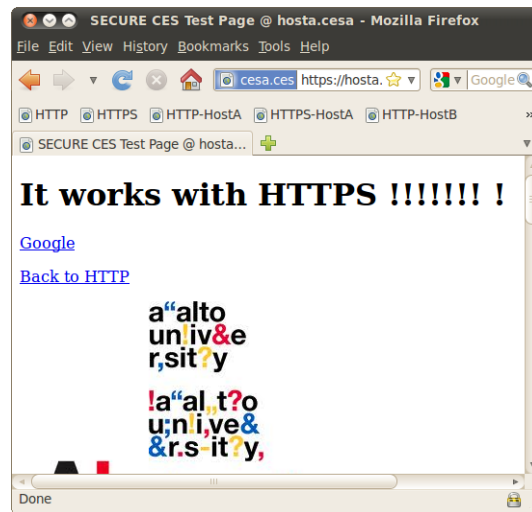 SECURE CES Test Page @ hosta.cesa - Mozilla Firefox
File Edit View History Bookmarks Tools Help
cesa.ces https://hosta. Google
HTTP HTTPS HTTP-HostA HTTPS-HostA HTTP-HostB »
SECURE CES Test Page @ hosta...
It works with HTTPS !!!!!!! !
Google
Back to HTTP
a“alto
un!iv&e
r,sit?y
!a“al„t?o
u;n!i,ve&
&r.s-it?y,
Done